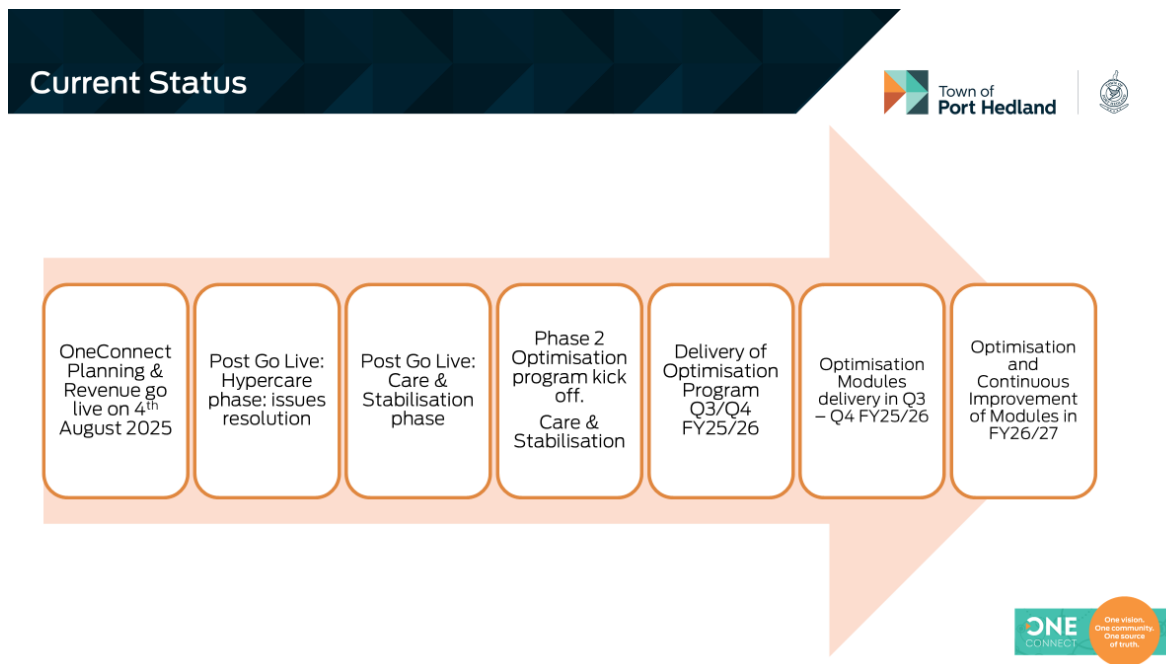 Current Status
Town of
Port Hedland
OneConnect
Planning &
Revenue go
live on 4th
August 2025
Post Go Live:
Hypercare
phase: issues
resolution
Post Go Live:
Care &
Stabilisation
phase
Phase 2
Optimisation
program kick
off.
Care &
Stabilisation
Delivery of
Optimisation
Program
Q3/Q4
FY25/26
Optimisation
Modules
delivery in Q3
– Q4 FY25/26
Optimisation
and
Continuous
Improvement
of Modules in
FY26/27
ONE
CONNECT
One vision.
One community.
One source
of truth.